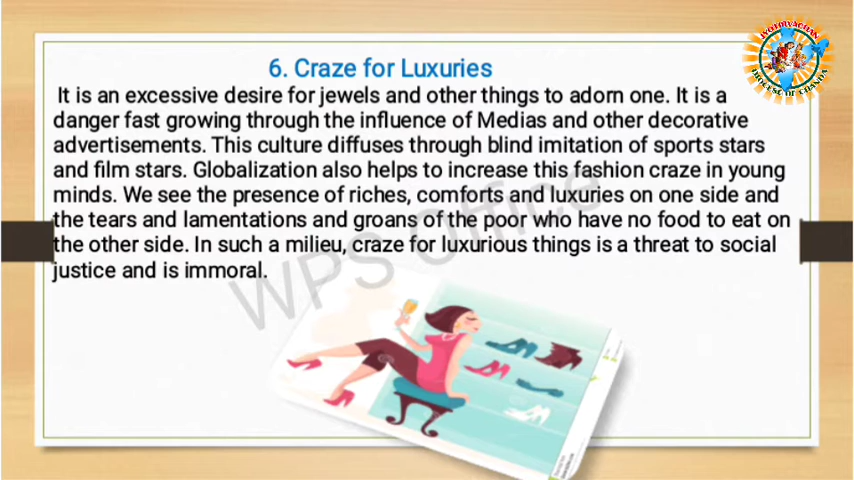 JYOTIRVACHAN
DIOCESE OF CHANDA
6. Craze for Luxuries
It is an excessive desire for jewels and other things to adorn one. It is a
danger fast growing through the influence of Medias and other decorative
advertisements. This culture diffuses through blind imitation of sports stars
and film stars. Globalization also helps to increase this fashion craze in young
minds. We see the presence of riches, comforts and luxuries on one side and
the tears and lamentations and groans of the poor who have no food to eat on
the other side. In such a milieu, craze for luxurious things is a threat to social
justice and is immoral.
WPS Office